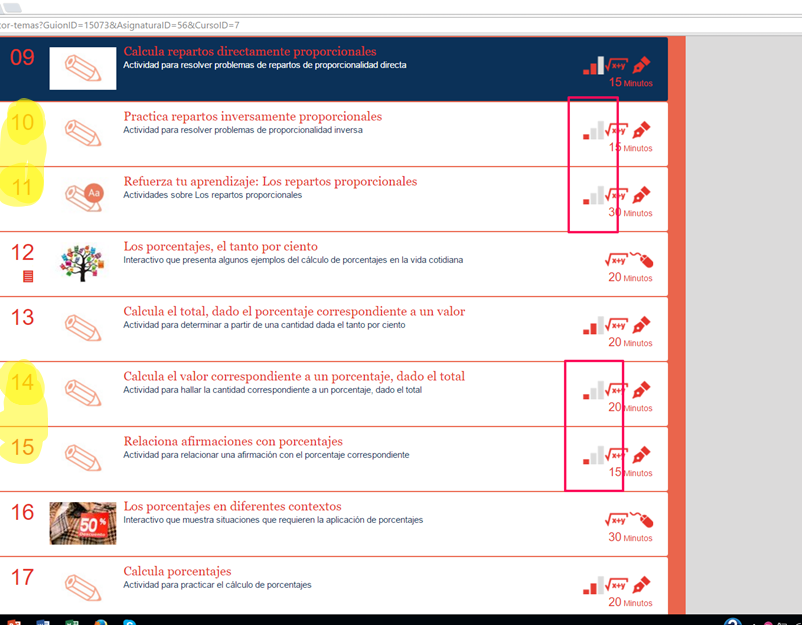 tor-temas?GuionID=15073&AsignaturaID=56&CursoID=7
09
Calcula repartos directamente proporcionales
Actividad para resolver problemas de repartos de proporcionalidad directa
√x+y
15 Minutos
10
Practica repartos inversamente proporcionales
Actividad para resolver problemas de proporcionalidad inversa
√x+y
15 Minutos
11
Aa
Refuerza tu aprendizaje: Los repartos proporcionales
Actividades sobre Los repartos proporcionales
√x+y
30 Minutos
12
Los porcentajes, el tanto por ciento
Interactivo que presenta algunos ejemplos del cálculo de porcentajes en la vida cotidiana
√x+y
20 Minutos
13
Calcula el total, dado el porcentaje correspondiente a un valor
Actividad para determinar a partir de una cantidad dada el tanto por ciento
√x+y
20 Minutos
14
Calcula el valor correspondiente a un porcentaje, dado el total
Actividad para hallar la cantidad correspondiente a un porcentaje, dado el total
√x+y
20 Minutos
15
Relaciona afirmaciones con porcentajes
Actividad para relacionar una afirmación con el porcentaje correspondiente
√x+y
15 Minutos
16
50%
Los porcentajes en diferentes contextos
Interactivo que muestra situaciones que requieren la aplicación de porcentajes
√x+y
30 Minutos
17
Calcula porcentajes
Actividad para practicar el cálculo de porcentajes
√x+y
20 Minutos